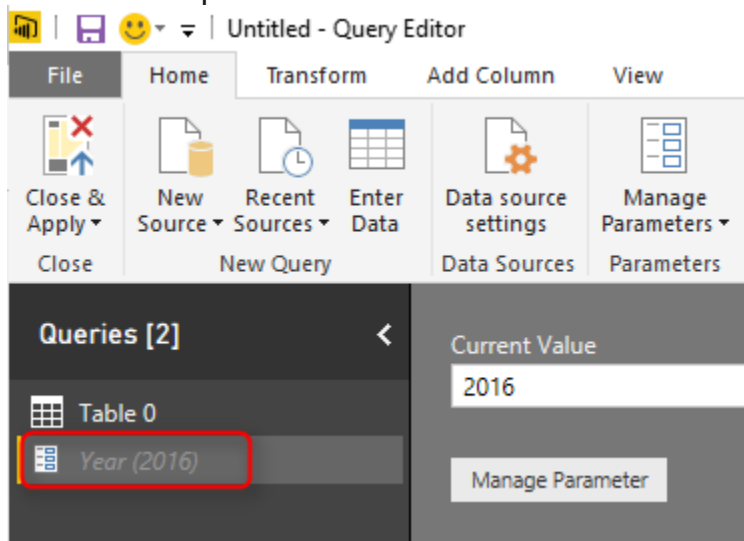 Untitled - Query Editor
File Home Transform Add Column View
Close & New Recent Enter Data source Manage
Apply Source Sources Data settings Parameters
Close New Query Data Sources Parameters
Queries [2]
Current Value
2016
Table 0
Year (2016)
Manage Parameter